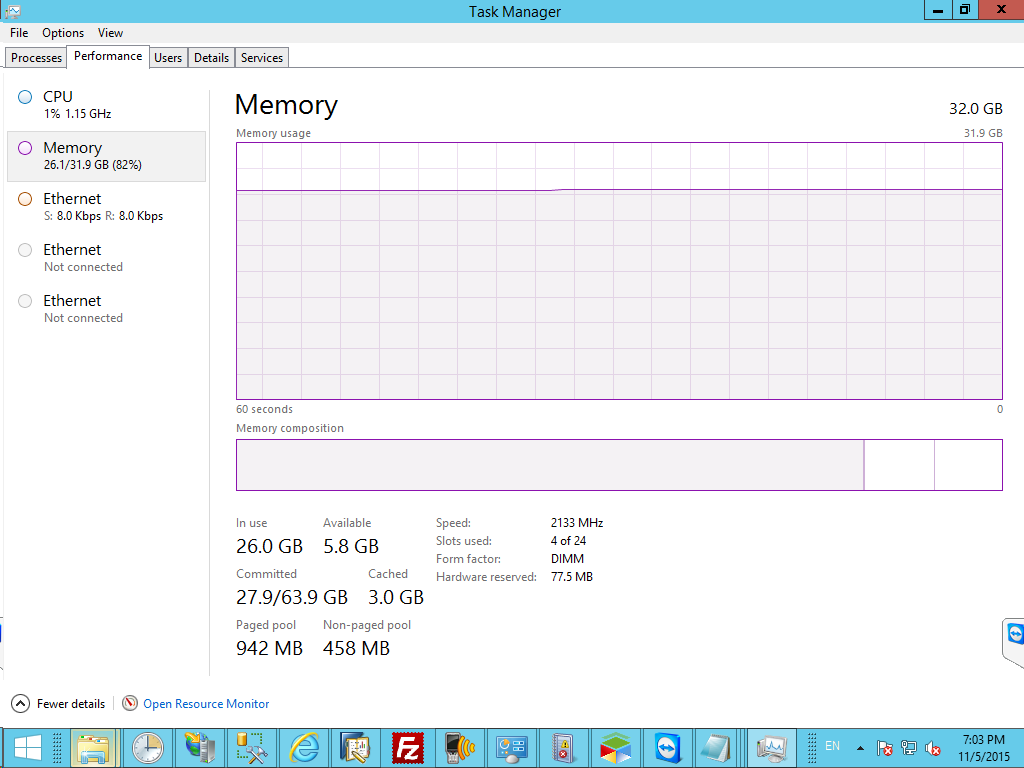 Task Manager
File Options View
Processes Performance Users Details Services
CPU
1% 1.15 GHz
Memory
26.1/31.9 GB (82%)
Ethernet
S: 8.0 Kbps R: 8.0 Kbps
Ethernet
Not connected
Ethernet
Not connected
Memory 32.0 GB
Memory usage 31.9 GB
60 seconds 0
Memory composition
In use Available
26.0 GB 5.8 GB
Committed Cached
27.9/63.9 GB 3.0 GB
Paged pool Non-paged pool
942 MB 458 MB
Speed: 2133 MHz
Slots used: 4 of 24
Form factor: DIMM
Hardware reserved: 77.5 MB
Fewer details Open Resource Monitor
Fz
EN
7:03 PM
11/5/2015